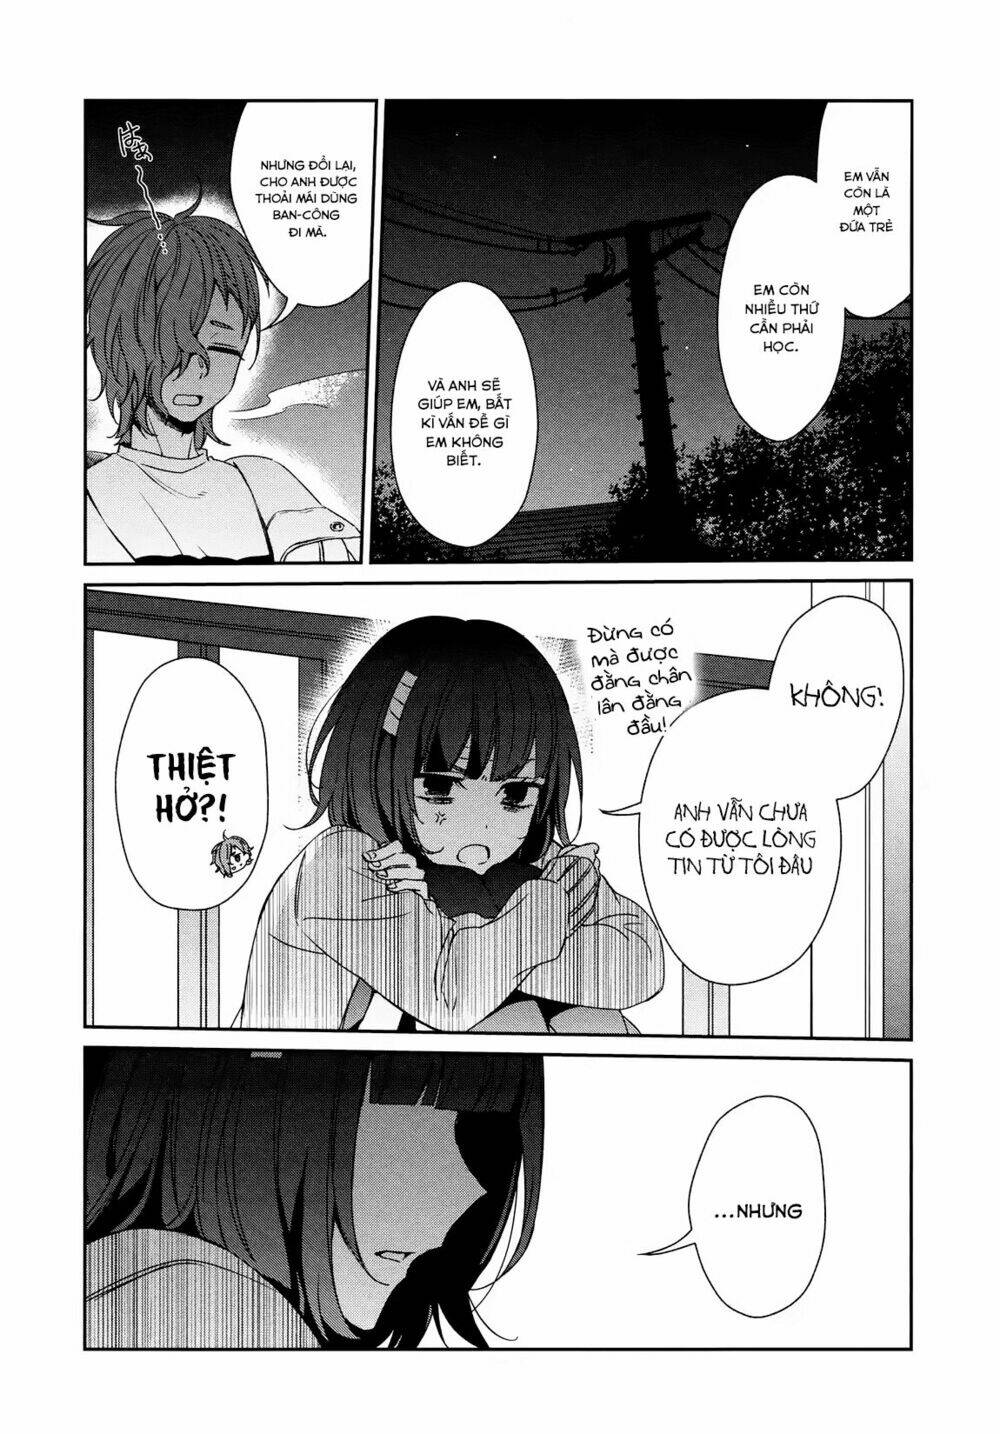 EM VẪN
CÒN LÀ
MỘT
ĐỨA TRẺ
EM CÒN
NHIỀU THỨ
CẦN PHẢI
HỌC.
VÀ ANH SẼ
GIÚP EM, BẤT
KÌ VẤN ĐỀ GÌ
EM KHÔNG
BIẾT.
NHƯNG ĐỔI LẠI,
CHO ANH ĐƯỢC
THOẢI MÁI DÙNG
BAN-CÔNG
ĐI MÀ.
はぁ〜……
KHÔNG!
Đừng có
mà được
đằng chân
lân đằng
đầu!
ANH VẪN CHƯA
CÓ ĐƯỢC LÒNG
TIN TỪ TÔI ĐÂU
THIỆT
HỞ?!
...NHƯNG